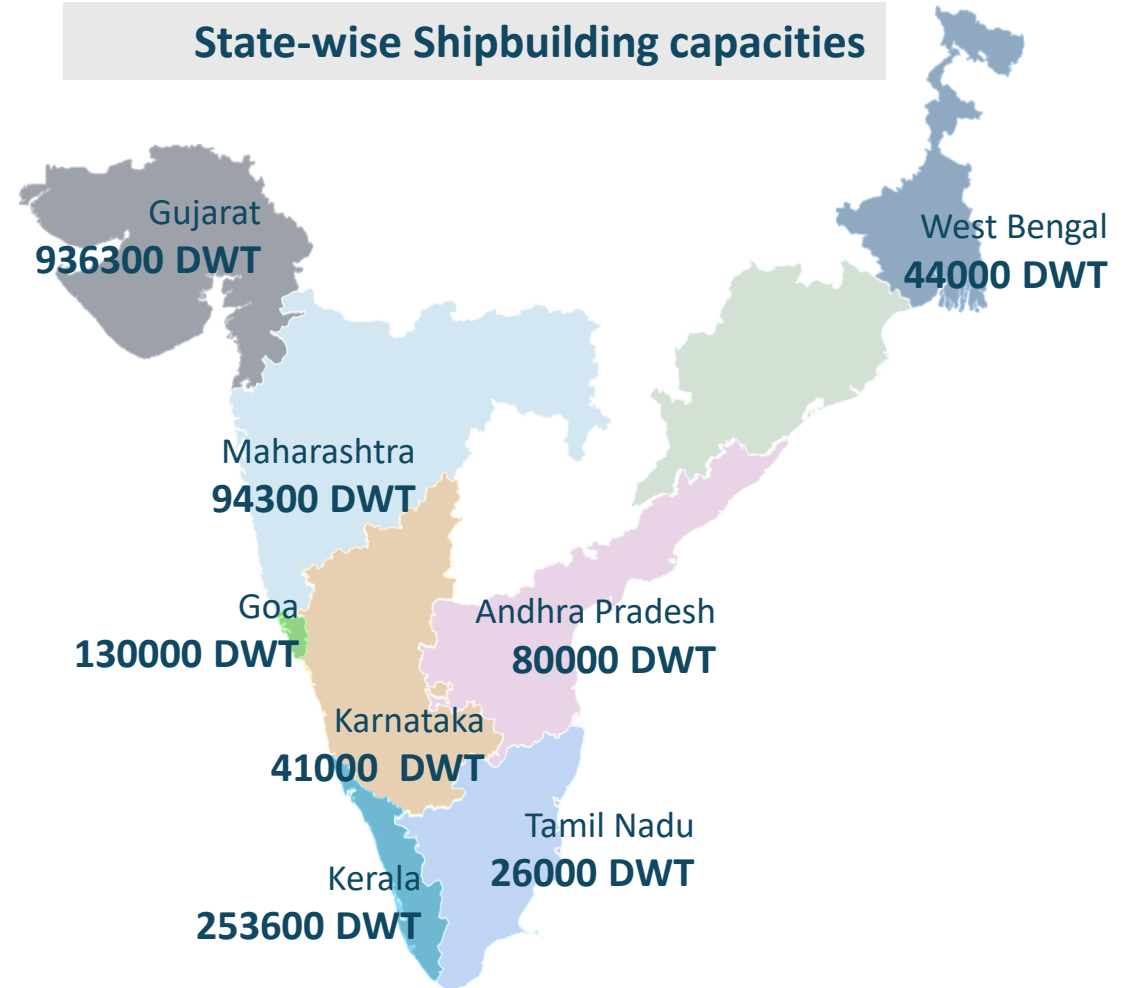 State-wise Shipbuilding capacities
Gujarat
936300 DWT
West Bengal
44000 DWT
Maharashtra
94300 DWT
Goa
130000 DWT
Andhra Pradesh
80000 DWT
Karnataka
41000  DWT
Tamil Nadu
26000 DWT
Kerala
253600 DWT